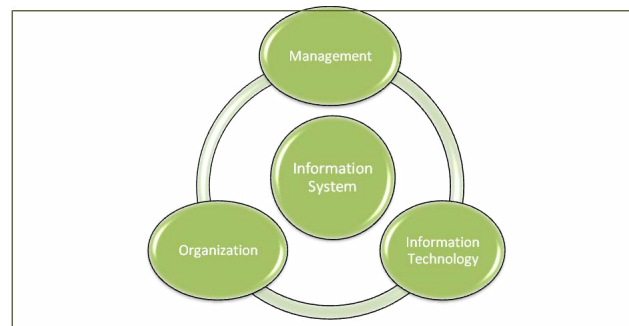 Management
Information
System
Organization
Information
Technology